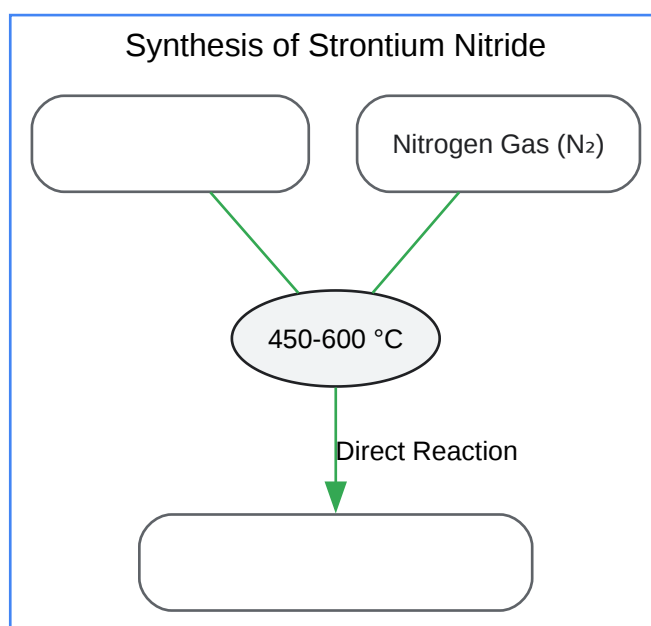 Synthesis of Strontium Nitride
Nitrogen Gas (N₂)
450-600 °C
Direct Reaction